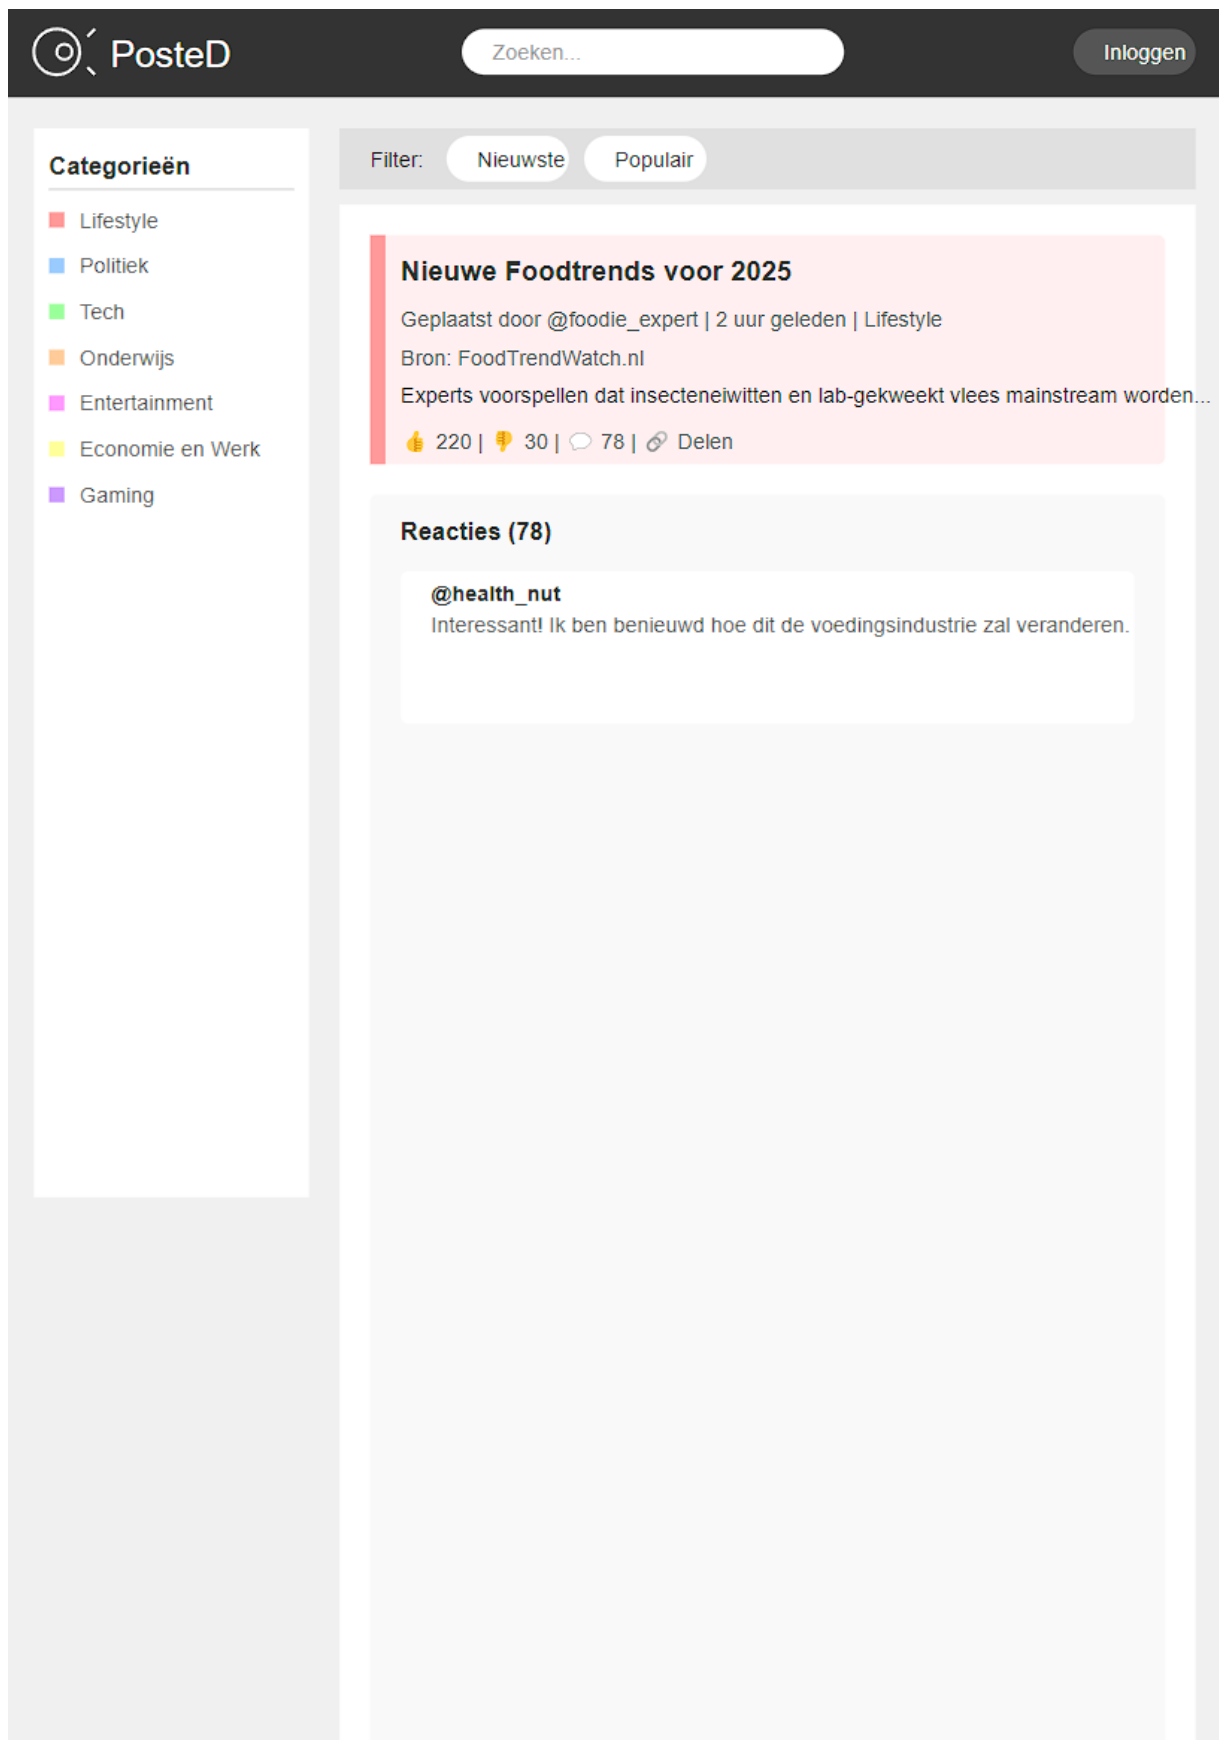 PosteD
Zoeken...
Inloggen
Categorieën
Lifestyle
Politiek
Tech
Onderwijs
Entertainment
Economie en Werk
Gaming
Filter: Nieuwste Populair
Nieuwe Foodtrends voor 2025
Geplaatst door @foodie_expert | 2 uur geleden | Lifestyle
Bron: FoodTrendWatch.nl
Experts voorspellen dat insecteneiwitten en lab-gekweekt vlees mainstream worden...
👍 220 | 👎 30 | 💬 78 | 🔗 Delen
Reacties (78)
@health_nut
Interessant! Ik ben benieuwd hoe dit de voedingsindustrie zal veranderen.